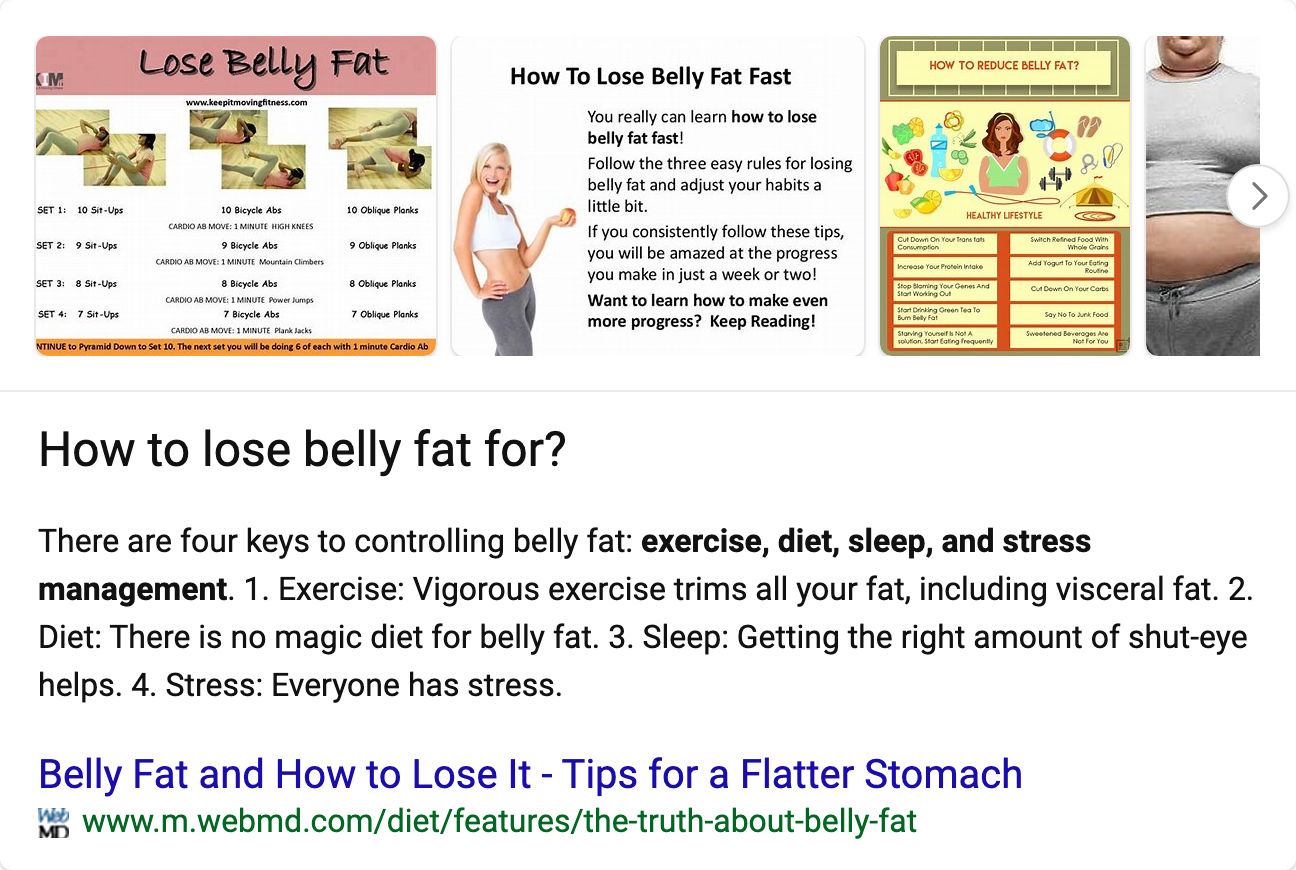 Lose Belly Fat
www.keepitmovingfitness.com
SET 1: 10 Sit-Ups 10 Bicycle Abs 10 Oblique Planks
CARDIO AB MOVE: 1 MINUTE HIGH KNEES
SET 2: 9 Sit-Ups 9 Bicycle Abs 9 Oblique Planks
CARDIO AB MOVE: 1 MINUTE Mountain Climbers
SET 3: 8 Sit-Ups 8 Bicycle Abs 8 Oblique Planks
CARDIO AB MOVE: 1 MINUTE Power Jumps
SET 4: 7 Sit-Ups 7 Bicycle Abs 7 Oblique Planks
CARDIO AB MOVE: 1 MINUTE Plank Jacks
NTINUE to Pyramid Down to Set 10. The next set you will be doing 6 of each with 1 minute Cardio Ab
How To Lose Belly Fat Fast
You really can learn how to lose
belly fat fast!
Follow the three easy rules for losing
belly fat and adjust your habits a
little bit.
If you consistently follow these tips,
you will be amazed at the progress
you make in just a week or two!
Want to learn how to make even
more progress? Keep Reading!
HOW TO REDUCE BELLY FAT?
HEALTHY LIFESTYLE
Cut Down On Your Trans fats
Consumption
Increase Your Protein Intake
Stop Blaming Your Genes And
Start Working Out
Start Drinking Green Tea To
Burn Belly Fat
Starving Yourself Is Not A
solution, Start Eating Frequently
Switch Refined Food With
Whole Grains
Add Yogurt To Your Eating
Routine
Cut Down On Your Carbs
Say No To Junk Food
Sweetened Beverages Are
Not For You
How to lose belly fat for?
There are four keys to controlling belly fat: exercise, diet, sleep, and stress
management. 1. Exercise: Vigorous exercise trims all your fat, including visceral fat. 2.
Diet: There is no magic diet for belly fat. 3. Sleep: Getting the right amount of shut-eye
helps. 4. Stress: Everyone has stress.
Belly Fat and How to Lose It - Tips for a Flatter Stomach
Web
MD
www.m.webmd.com/diet/features/the-truth-about-belly-fat